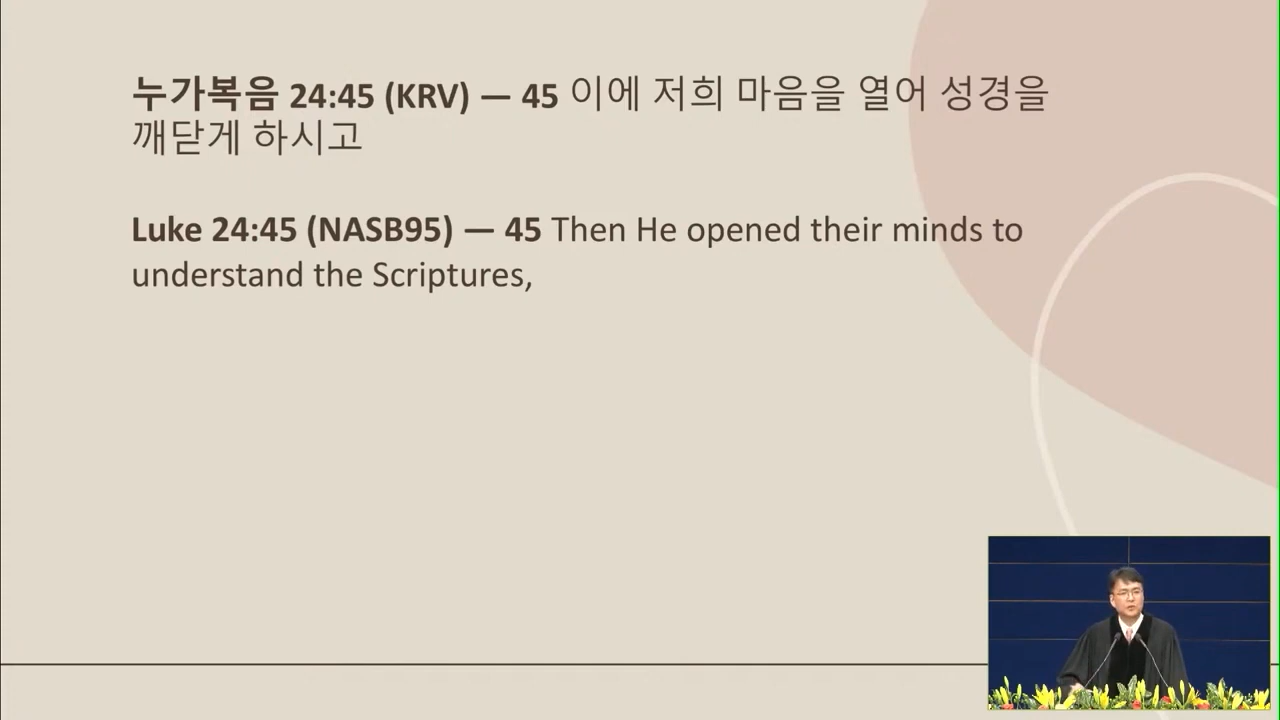 누가복음 24:45 (KRV) — 45 이에 저희 마음을 열어 성경을
깨닫게 하시고
Luke 24:45 (NASB95) — 45 Then He opened their minds to
understand the Scriptures,